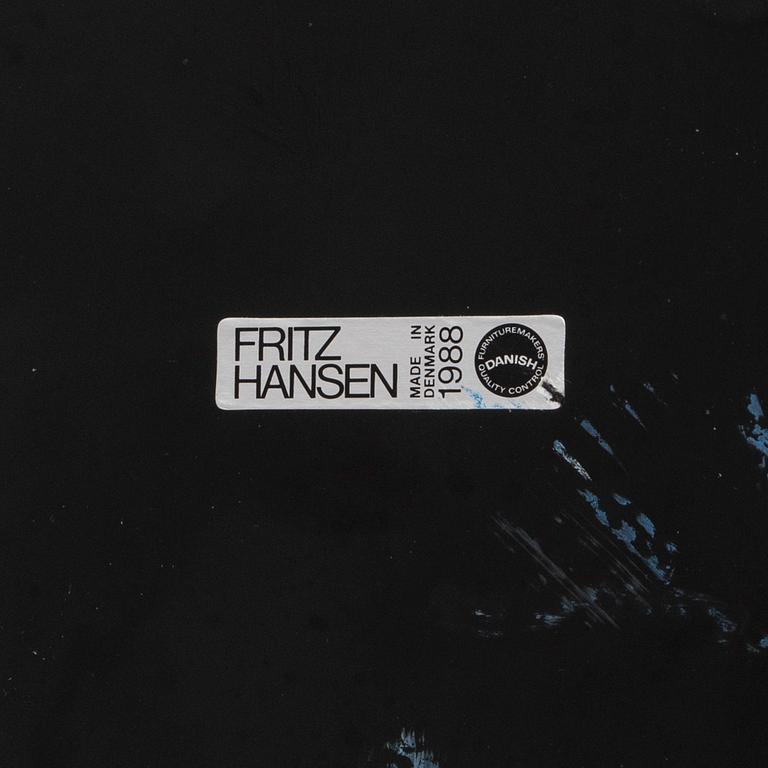 FRITZ
HANSEN
MADE IN
DENMARK
1988
FURNITUREMAKERS
DANISH
QUALITY CONTROL